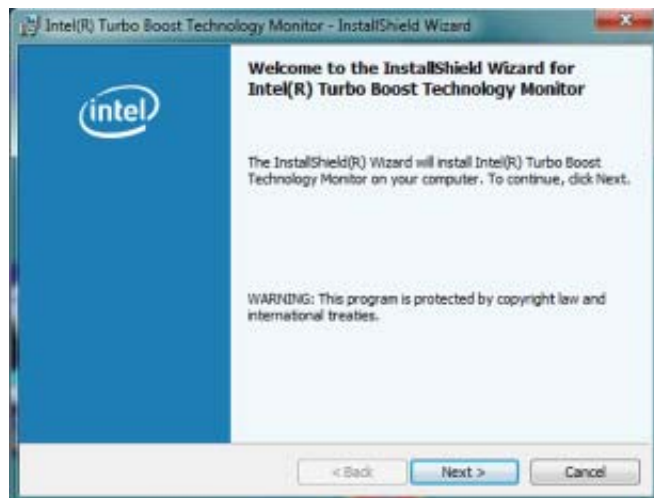 Intel(R) Turbo Boost Technology Monitor - InstallShield Wizard
intel
Welcome to the InstallShield Wizard for
Intel(R) Turbo Boost Technology Monitor
The InstallShield(R) Wizard will install Intel(R) Turbo Boost
Technology Monitor on your computer. To continue, click Next.
WARNING: This program is protected by copyright law and
international treaties.
< Back
Next >
Cancel